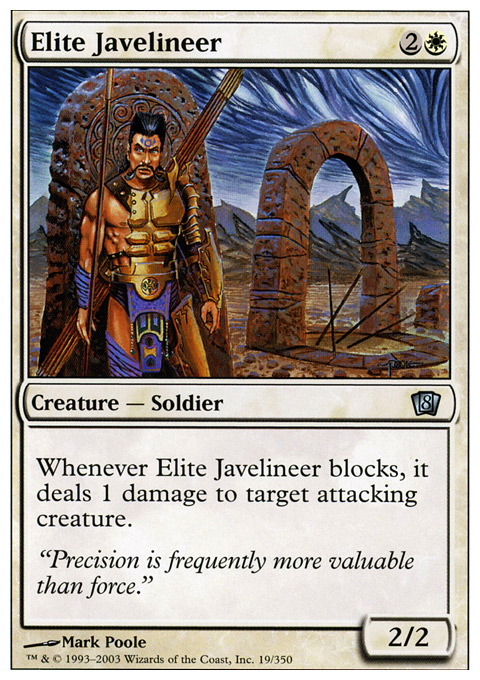 Elite Javelineer 2
Creature — Soldier 8
Whenever Elite Javelineer blocks, it
deals 1 damage to target attacking
creature.
“Precision is frequently more valuable
than force.”
Mark Poole
2/2
™ & © 1993–2003 Wizards of the Coast, Inc. 19/350